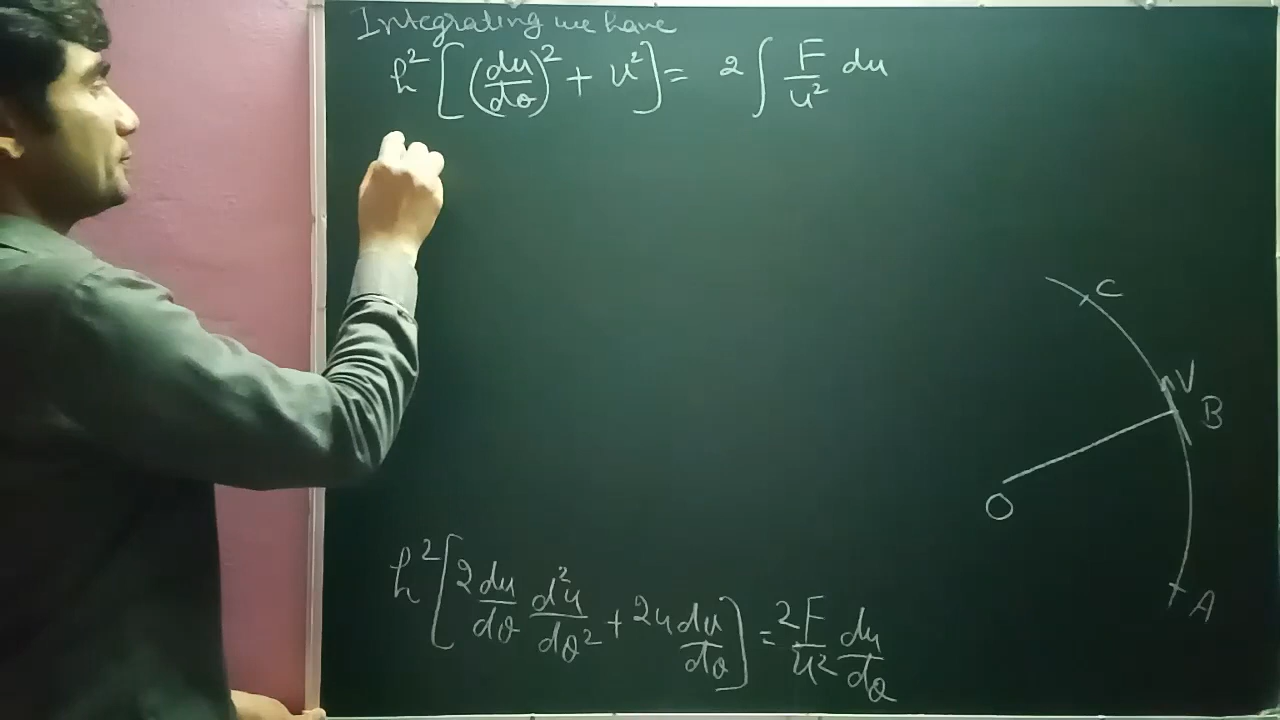 Integrating we have
h² [(du/dθ)² + u²] = 2 ∫ F/u² du
C
V
B
O
h² [2 du/dθ d²u/dθ² + 2u du/dθ] = 2F/u² du/dθ
A